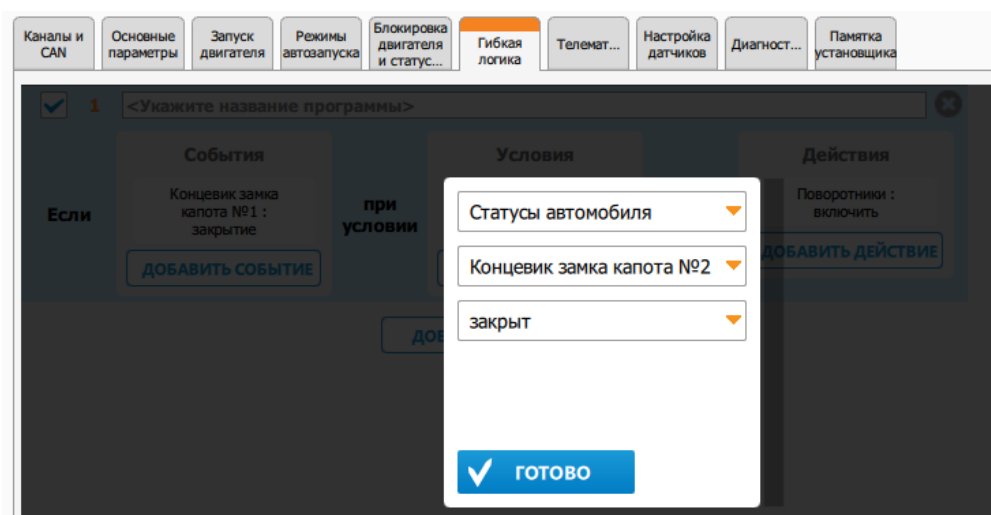 Каналы и
CAN
Основные
параметры
Запуск
двигателя
Режимы
автозапуска
Блокировка
двигателя
и статус...
Гибкая
логика
Телемат...
Настройка
датчиков
Диагност...
Памятка
установщика
1 <Укажите название программы>
События
Условия
Действия
Если
Концевик замка
капота №1 :
закрытие
при
условии
Поворотники :
включить
ДОБАВИТЬ СОБЫТИЕ
ДОБАВИТЬ ДЕЙСТВИЕ
Статусы автомобиля
Концевик замка капота №2
закрыт
ДОБ
ГОТОВО